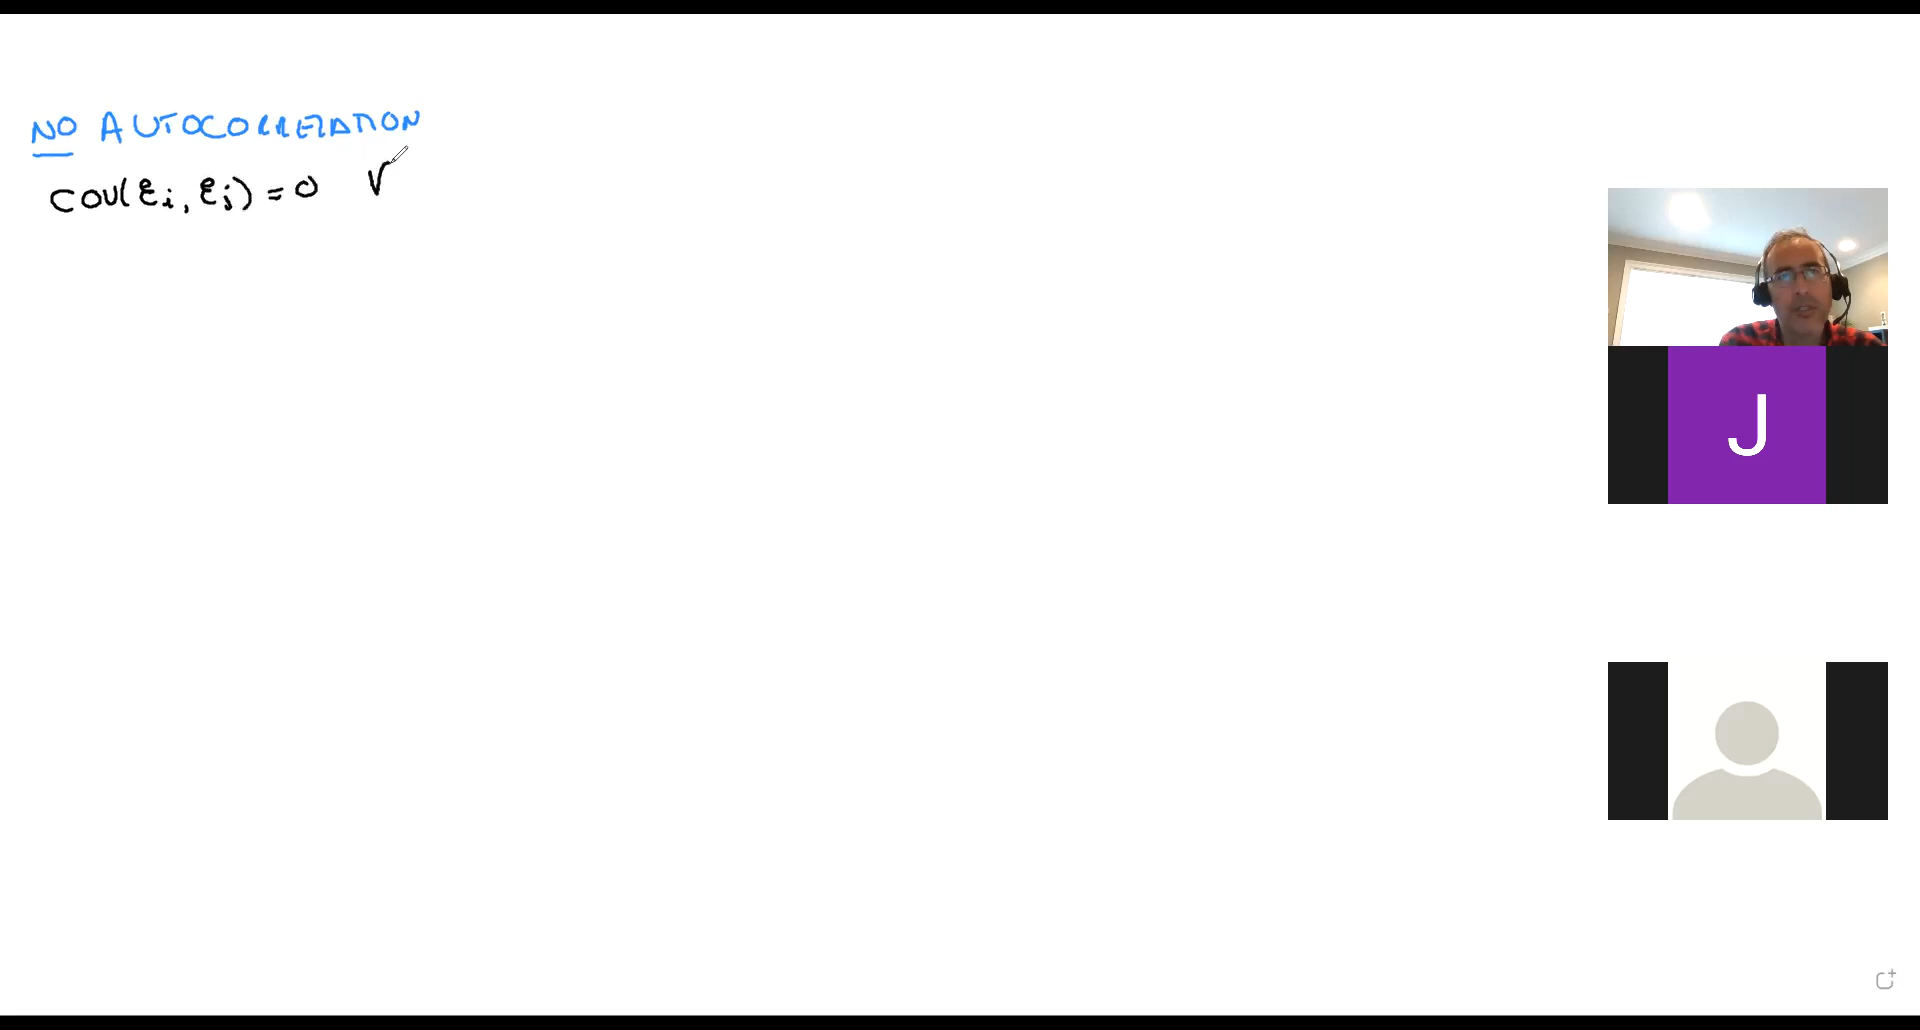 NO AUTOCORRELATION
COV(εi, εj) = 0 √
J